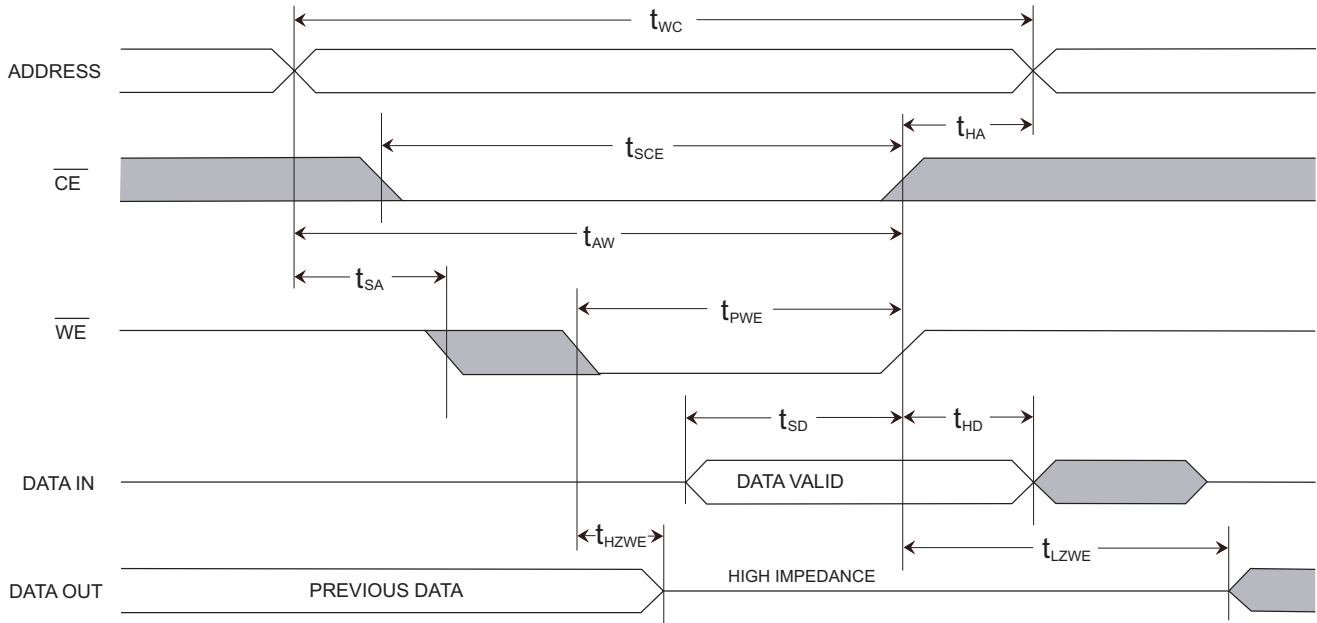 tWC
ADDRESS
tHA
tSCE
CE
tAW
tSA
tPWE
WE
tSD
tHD
DATA IN
DATA VALID
tHZWE
tLZWE
DATA OUT
PREVIOUS DATA
HIGH IMPEDANCE